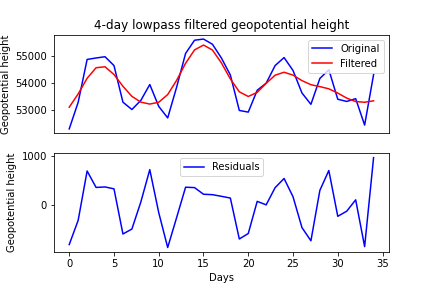 4-day lowpass filtered geopotential height
Geopotential height
55000
54000
53000
Original
Filtered
Geopotential height
1000
0
Residuals
0 5 10 15 20 25 30 35
Days